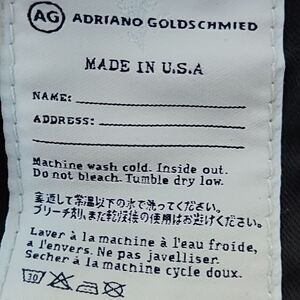 AG ADRIANO GOLDSCHMIED
MADE IN U.S.A
NAME:
ADDRESS:
Machine wash cold. Inside out.
Do not bleach. Tumble dry low.
裏返して常温以下の水で洗ってください。
ブリーチ剤、また乾燥機の使用はお避けください。
Laver à la machine à l'eau froide,
a l'envers. Ne pas javelliser.
Secher à la machine cycle doux.
30